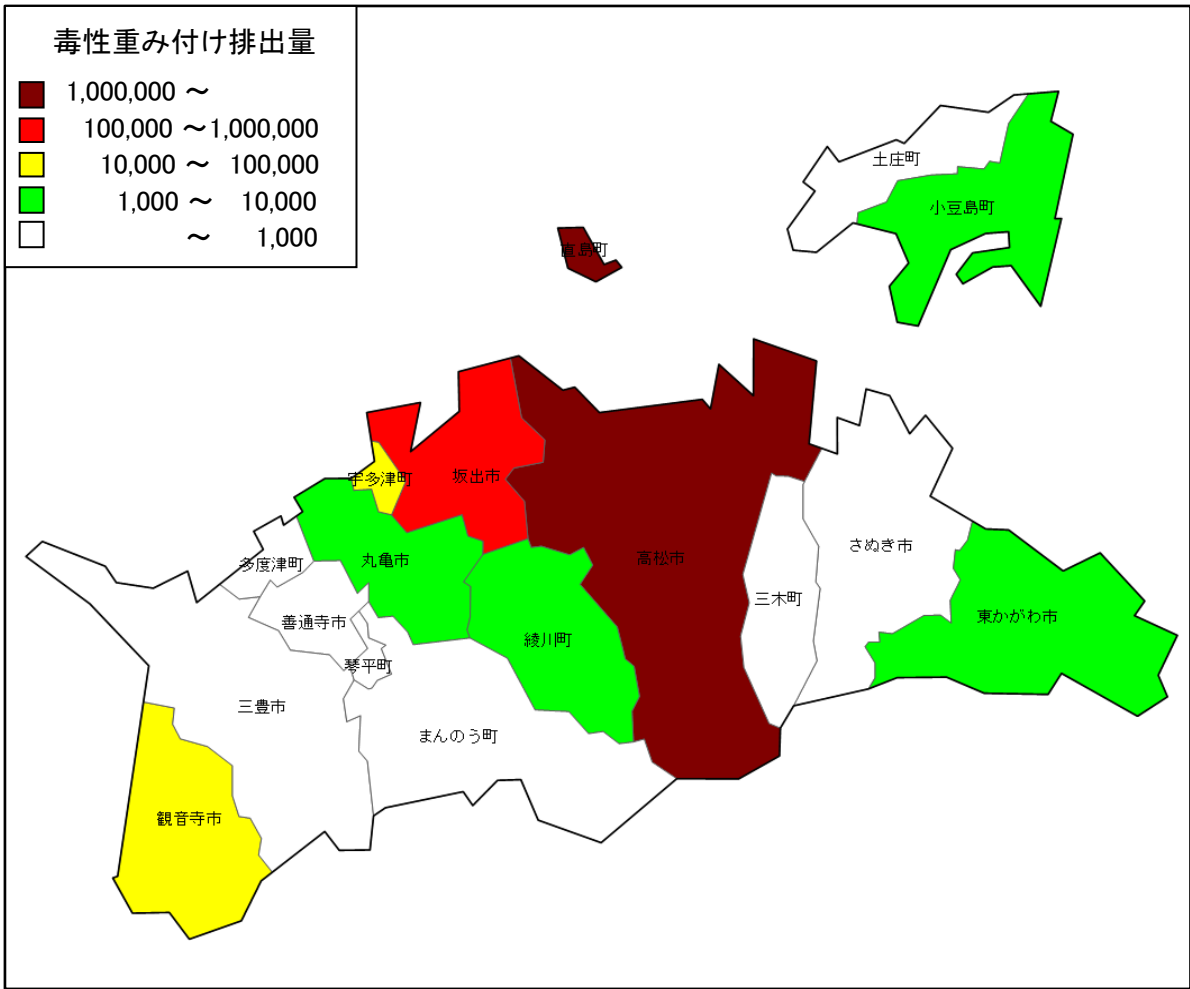 毒性重み付け排出量
1,000,000 ~
100,000 ~1,000,000
10,000 ~ 100,000
1,000 ~ 10,000
~ 1,000
土庄町
小豆島町
直島町
宇多津町
坂出市
多度津町
丸亀市
高松市
さぬき市
善通寺市
綾川町
三木町
東かがわ市
琴平町
三豊市
まんのう町
観音寺市